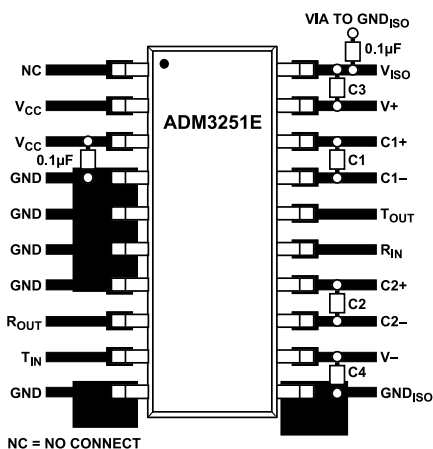 VIA TO GNDISO
0.1µF
NC
VISO
C3
VCC
V+
ADM3251E
VCC
C1+
0.1µF
C1
GND
C1–
GND
TOUT
GND
RIN
GND
C2+
C2
ROUT
C2–
TIN
V–
C4
GND
GNDISO
NC = NO CONNECT